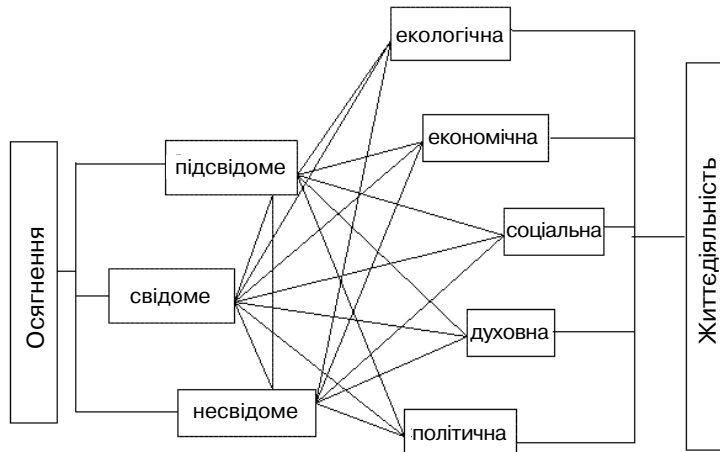 Осягнення
підсвідоме
свідоме
несвідоме
екологічна
економічна
соціальна
духовна
політична
Життєдіяльність